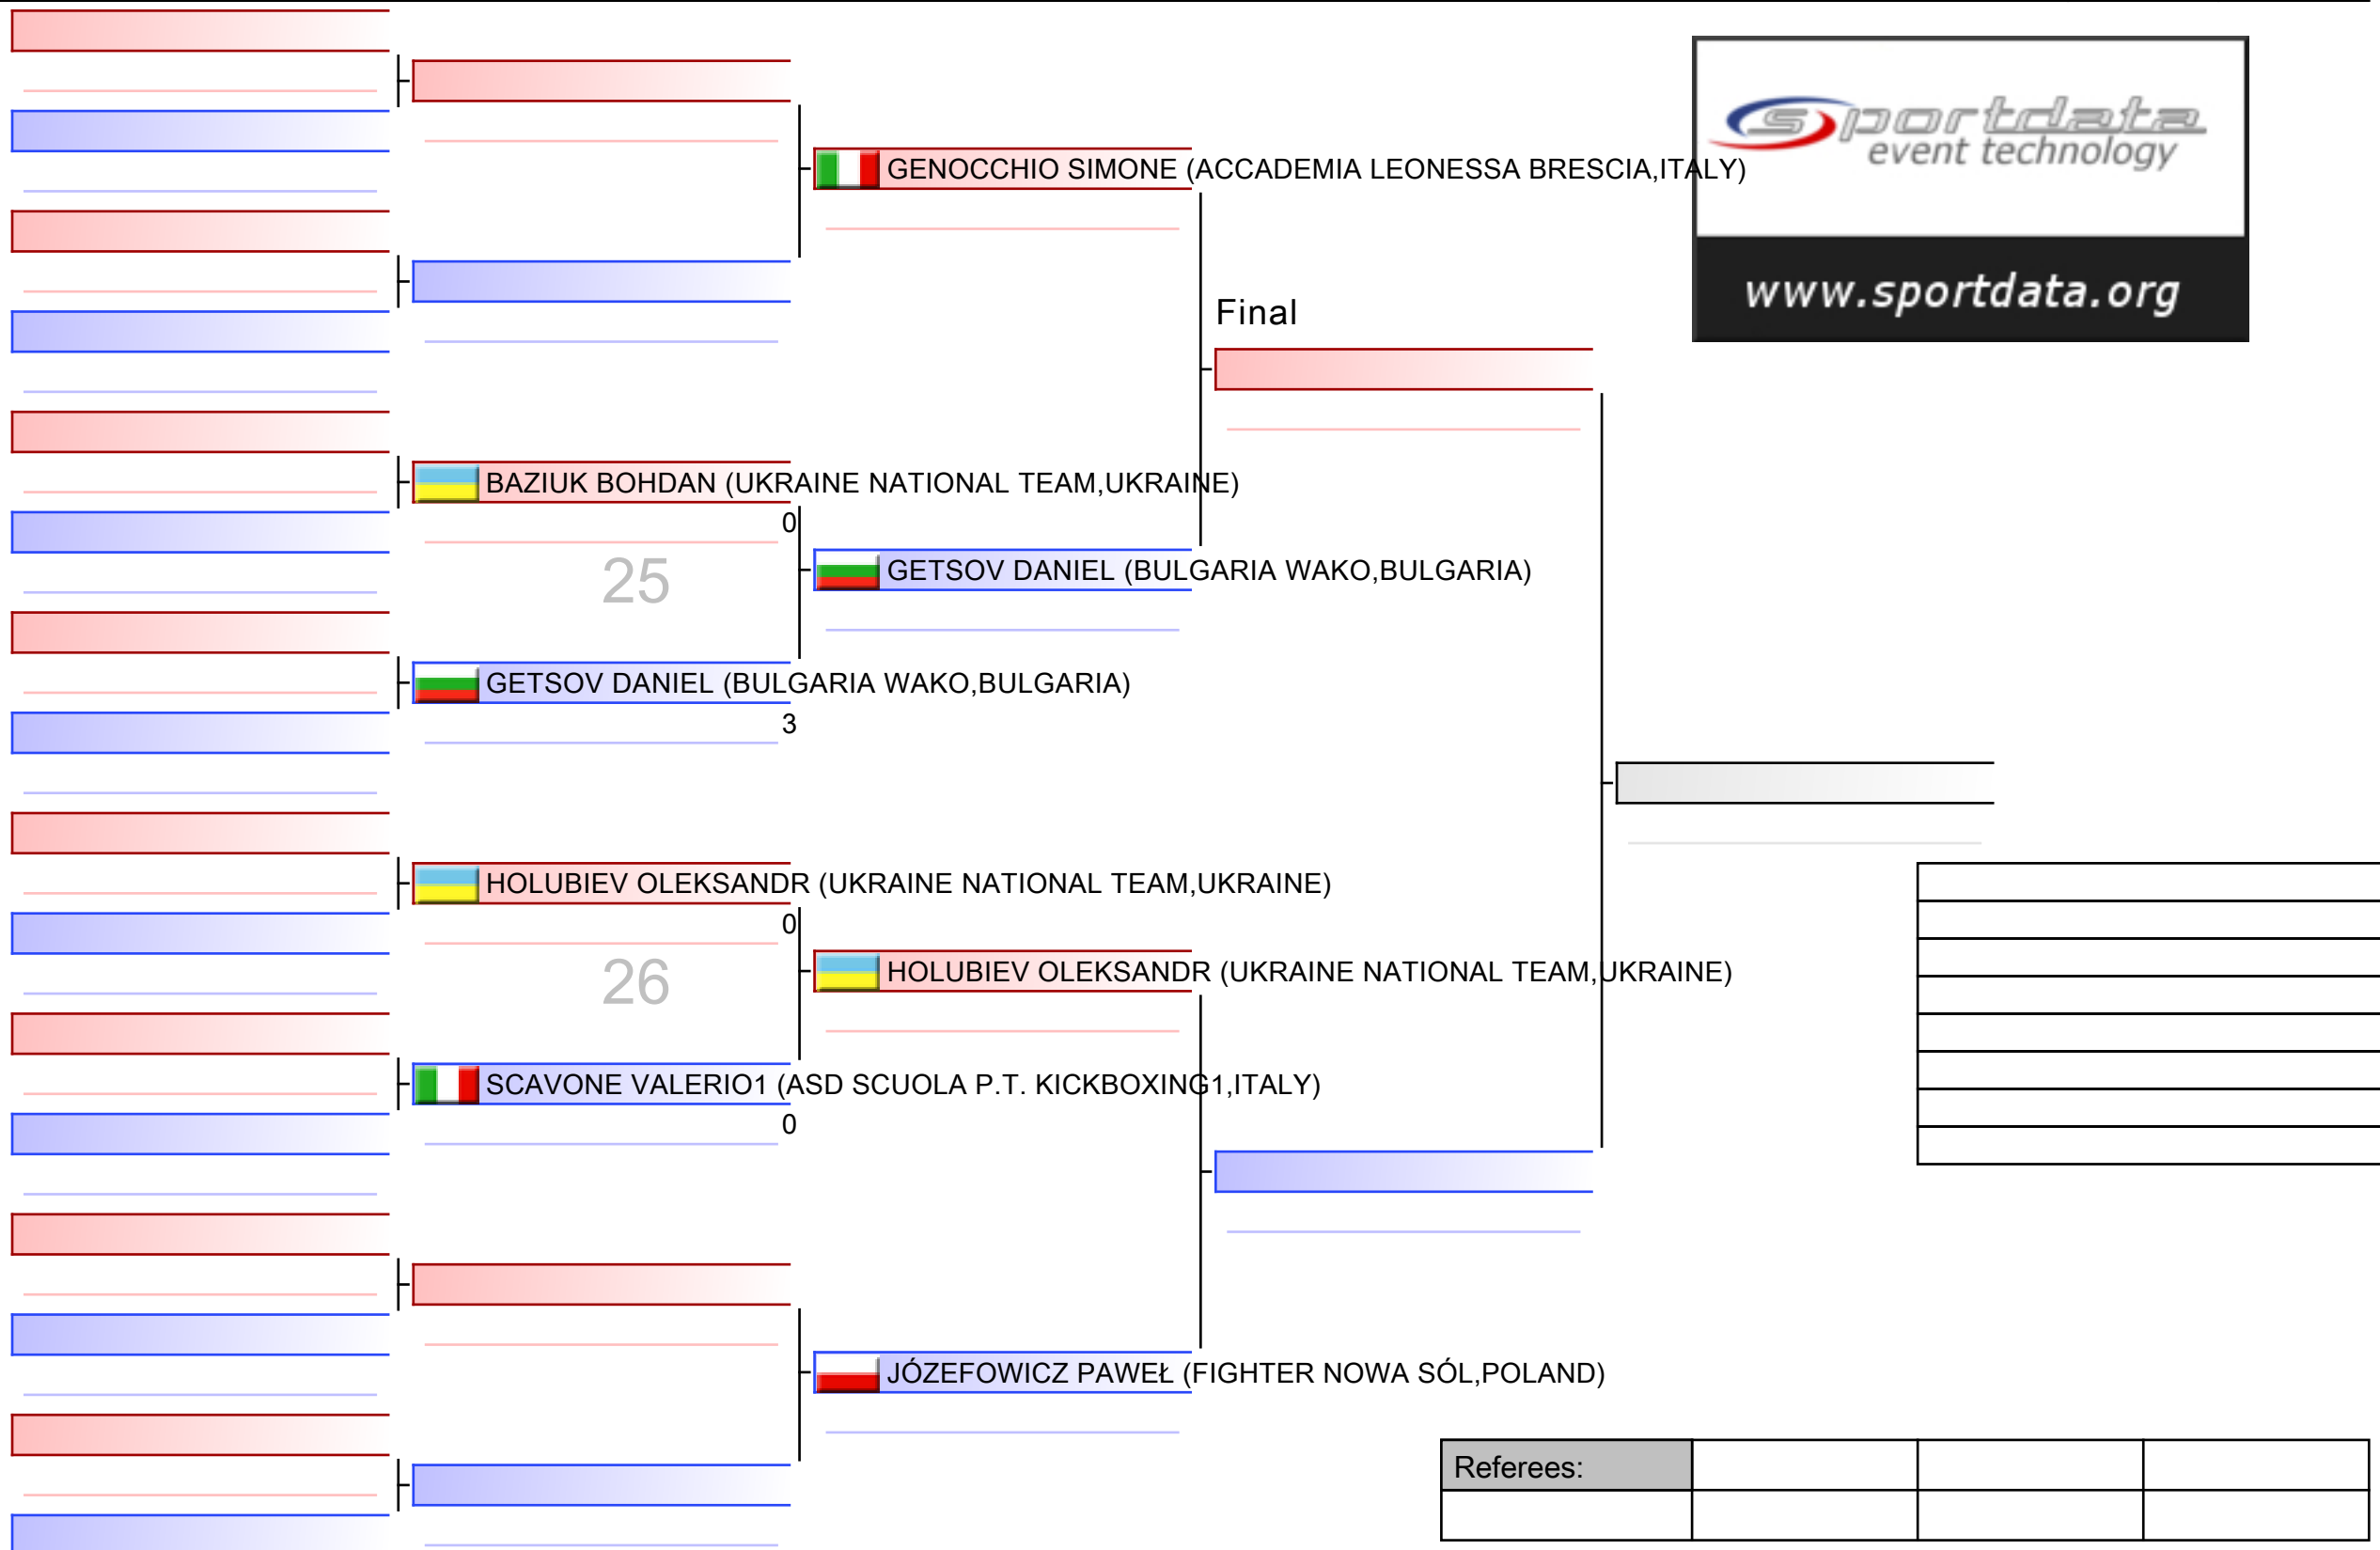 sportdata
event technology
www.sportdata.org
GENOCCHIO SIMONE (ACCADEMIA LEONESSA BRESCIA,ITALY)
Final
BAZIUK BOHDAN (UKRAINE NATIONAL TEAM,UKRAINE)
0
25
GETSOV DANIEL (BULGARIA WAKO,BULGARIA)
GETSOV DANIEL (BULGARIA WAKO,BULGARIA)
3
HOLUBIEV OLEKSANDR (UKRAINE NATIONAL TEAM,UKRAINE)
0
26
HOLUBIEV OLEKSANDR (UKRAINE NATIONAL TEAM,UKRAINE)
SCAVONE VALERIO1 (ASD SCUOLA P.T. KICKBOXING1,ITALY)
0
JÓZEFOWICZ PAWEŁ (FIGHTER NOWA SÓL,POLAND)
Referees: